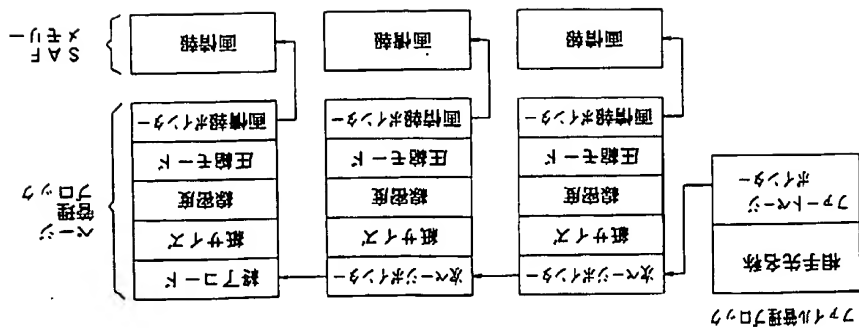 ファイル管理ブロック
相手先名称
ファートページ
ポインター
次ページポインター
紙サイズ
線密度
圧縮モード
画情報ポインター
画情報
次ページポインター
紙サイズ
線密度
圧縮モード
画情報ポインター
画情報
終了コード
紙サイズ
線密度
圧縮モード
画情報ポインター
画情報
ページ
管理
ブロック
SAF
メモリー